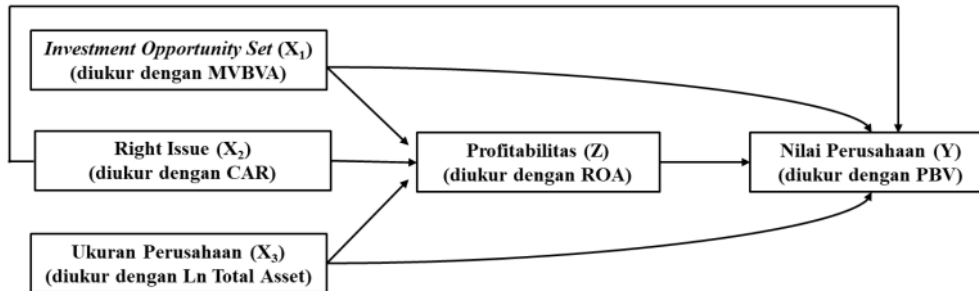 Investment Opportunity Set (X₁)
(diukur dengan MVBVA)
Right Issue (X₂)
(diukur dengan CAR)
Profitabilitas (Z)
(diukur dengan ROA)
Nilai Perusahaan (Y)
(diukur dengan PBV)
Ukuran Perusahaan (X₃)
(diukur dengan Ln Total Asset)